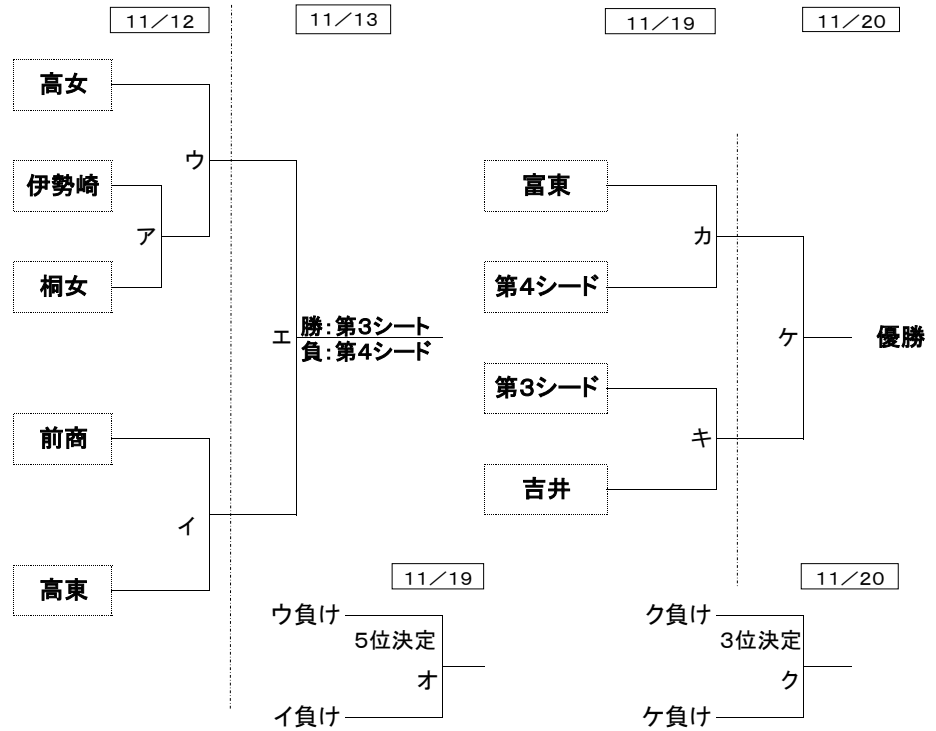 11／12
11／13
11／19
11／20
高女
ウ
伊勢崎
富東
ア
カ
桐女
第4シード
エ
勝：第3シート
負：第4シード
ケ
優勝
第3シード
前商
キ
吉井
イ
高東
11／19
11／20
ウ負け
5位決定
オ
イ負け
ク負け
3位決定
ク
ケ負け